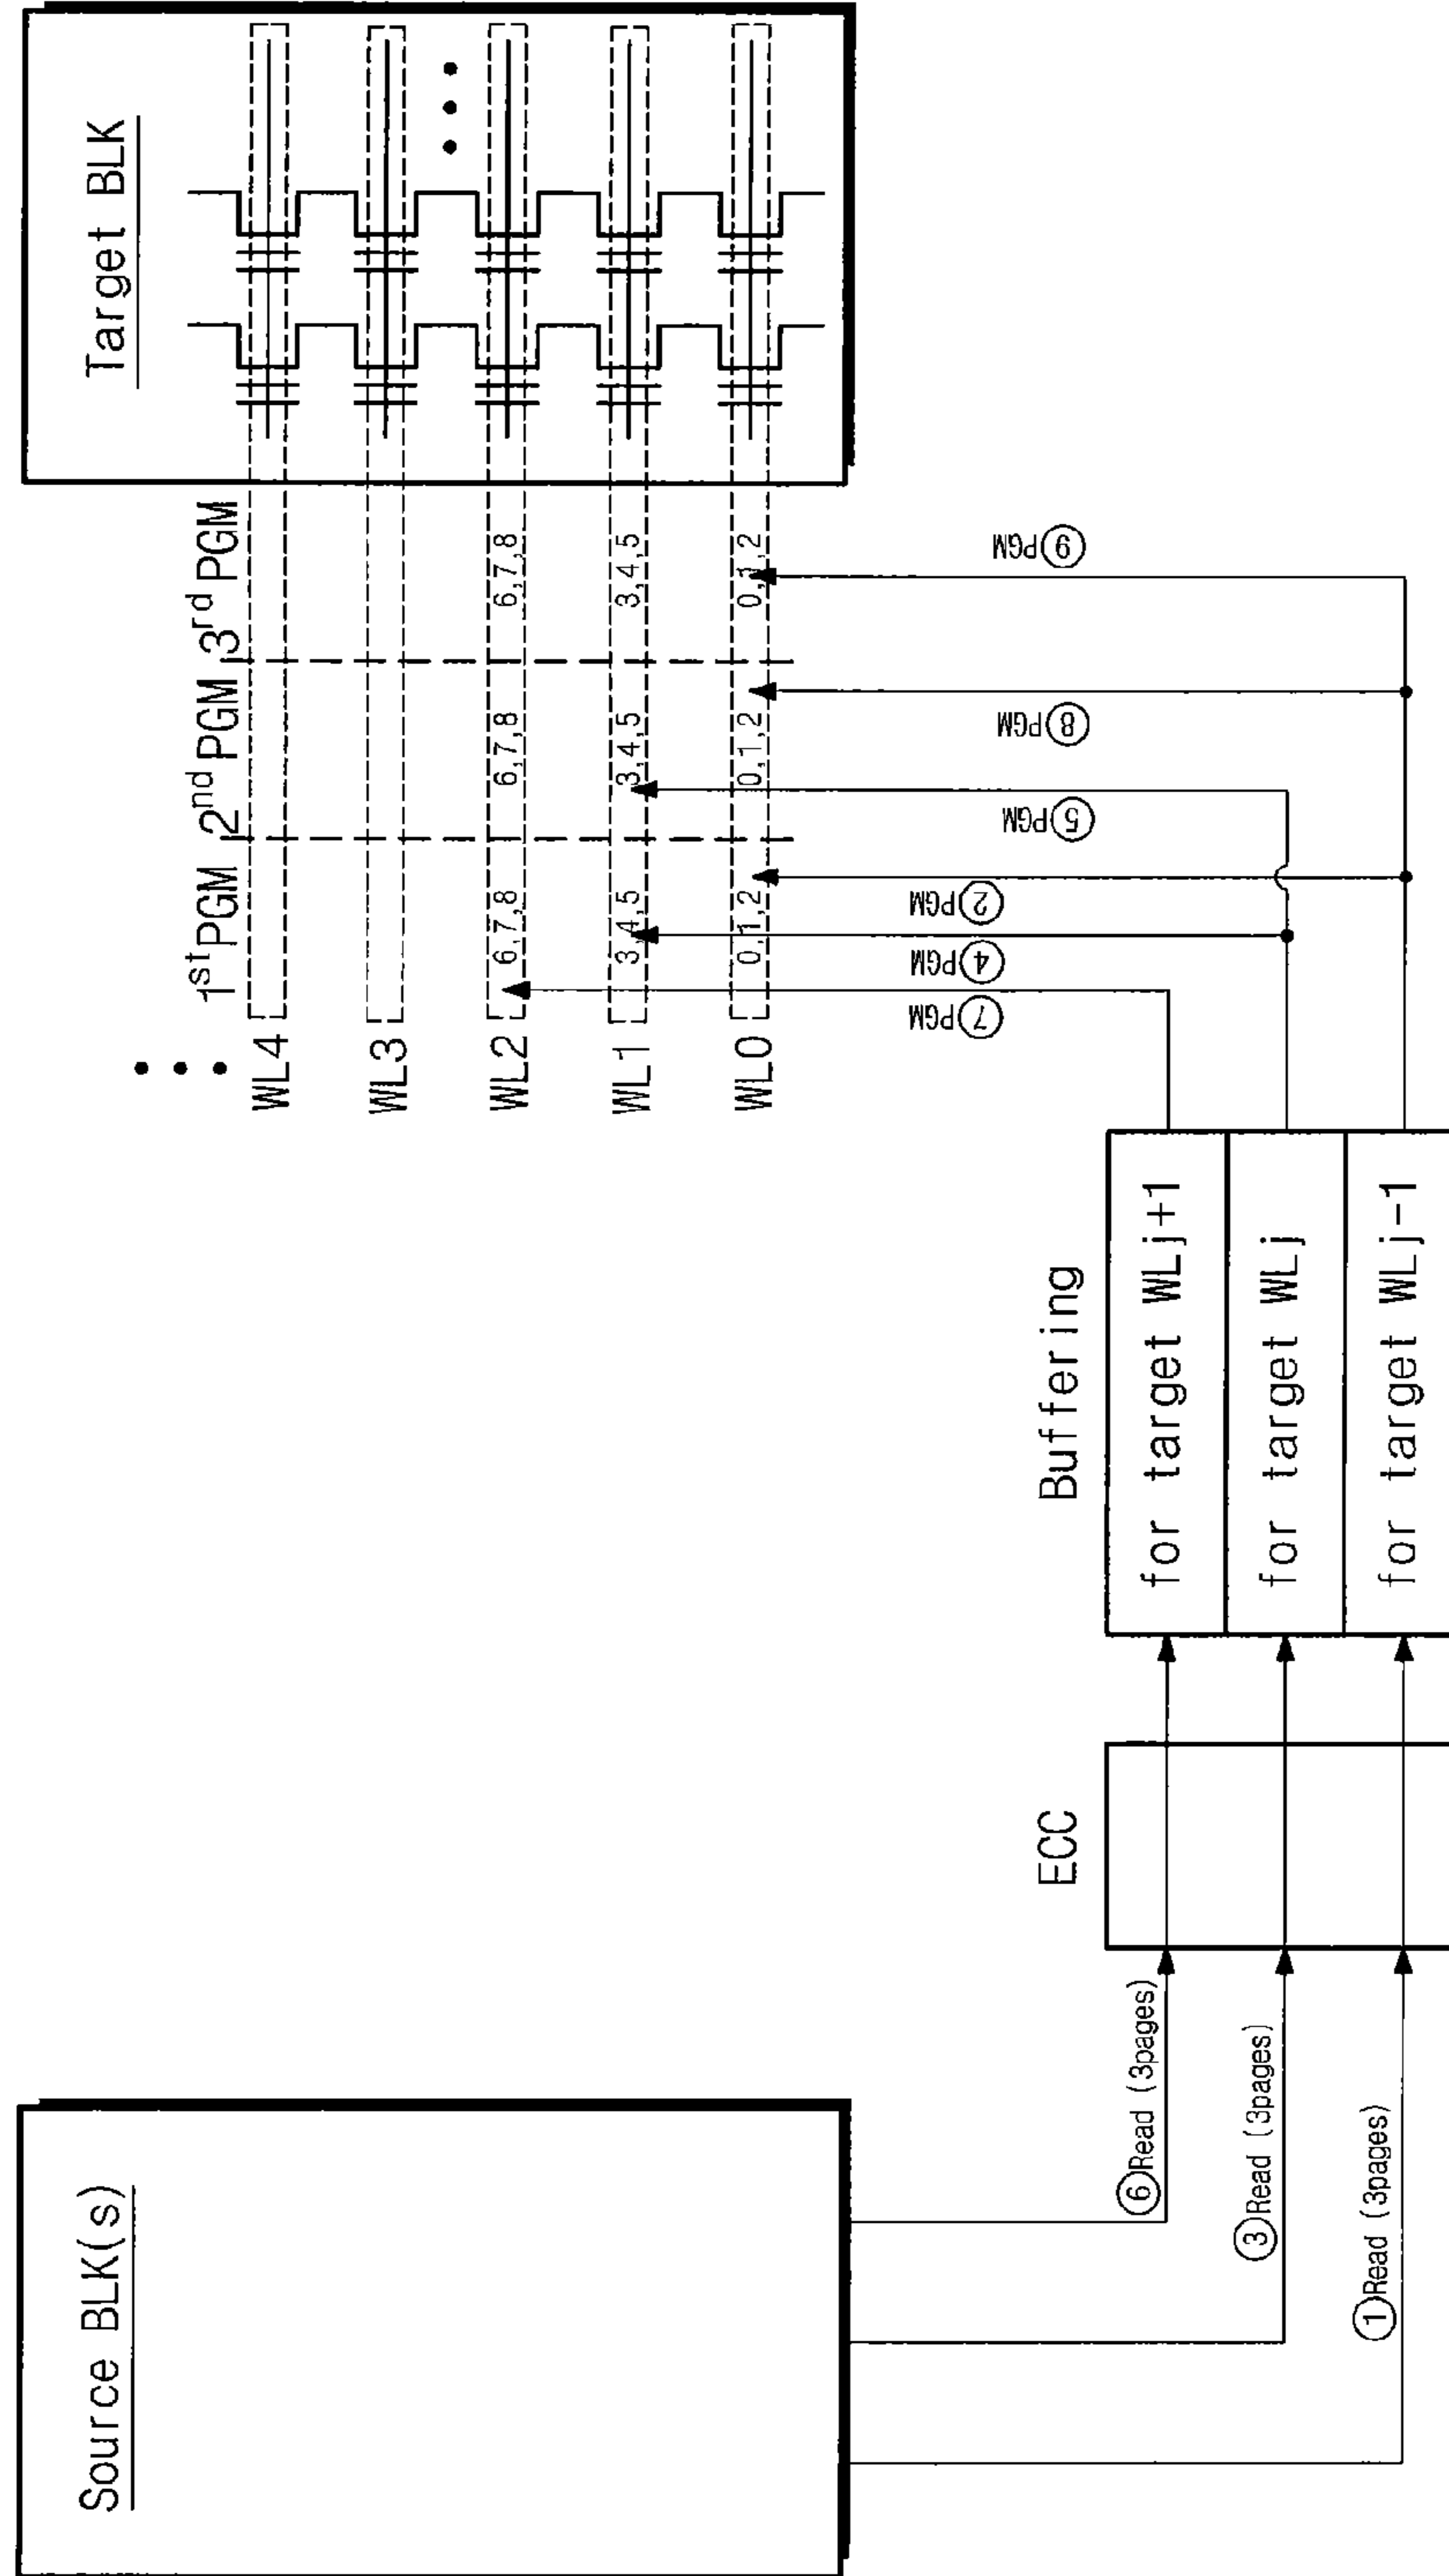 Source BLK(s)
Target BLK
1st PGM 2nd PGM 3rd PGM
WL4
WL3
WL2 6,7,8 6,7,8 6,7,8
WL1 3,4,5 3,4,5 3,4,5
WL0 0,1,2 0,1,2 0,1,2
⑦PGM
④PGM
②PGM
⑤PGM
⑧PGM
⑨PGM
ECC
Buffering
⑥Read (3pages)
for target WLj+1
③Read (3pages)
for target WLj
①Read (3pages)
for target WLj-1